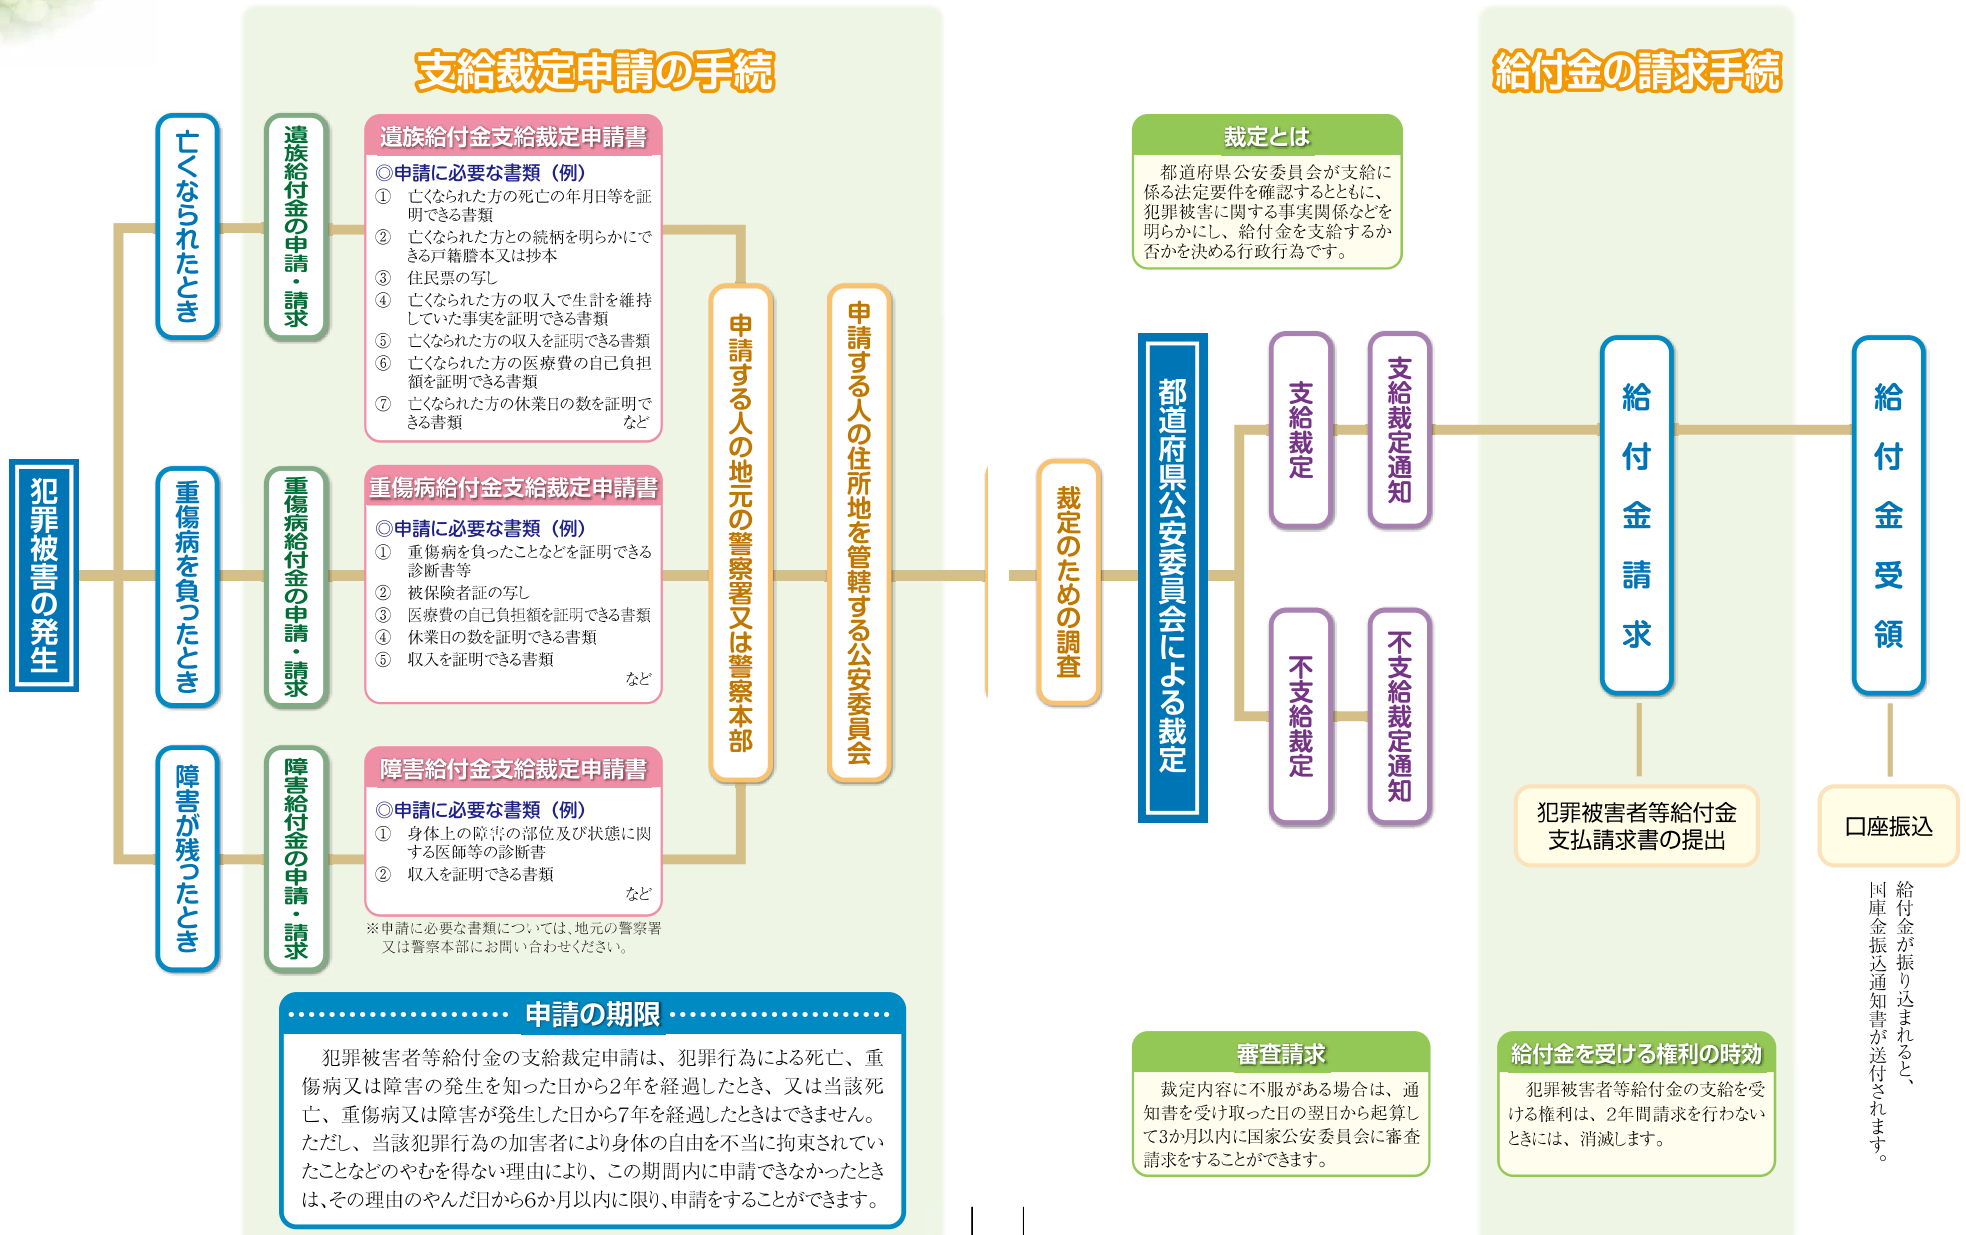 支給裁定申請の手続
給付金の請求手続
犯罪被害の発生
亡くなられたとき
遺族給付金の申請・請求
遺族給付金支給裁定申請書
◎申請に必要な書類（例）
① 亡くなられた方の死亡の年月日等を証
明できる書類
② 亡くなられた方との続柄を明らかにで
きる戸籍謄本又は抄本
③ 住民票の写し
④ 亡くなられた方の収入で生計を維持
していた事実を証明できる書類
⑤ 亡くなられた方の収入を証明できる書類
⑥ 亡くなられた方の医療費の自己負担
額を証明できる書類
⑦ 亡くなられた方の休業日の数を証明で
きる書類 など
重傷病を負ったとき
重傷病給付金の申請・請求
重傷病給付金支給裁定申請書
◎申請に必要な書類（例）
① 重傷病を負ったことなどを証明できる
診断書等
② 被保険者証の写し
③ 医療費の自己負担額を証明できる書類
④ 休業日の数を証明できる書類
⑤ 収入を証明できる書類
など
障害が残ったとき
障害給付金の申請・請求
障害給付金支給裁定申請書
◎申請に必要な書類（例）
① 身体上の障害の部位及び状態に関
する医師等の診断書
② 収入を証明できる書類
など
※申請に必要な書類については、地元の警察署
又は警察本部にお問い合わせください。
申請する人の地元の警察署又は警察本部
申請する人の住所地を管轄する公安委員会
申請の期限
犯罪被害者等給付金の支給裁定申請は、犯罪行為による死亡、重
傷病又は障害の発生を知った日から2年を経過したとき、又は当該死
亡、重傷病又は障害が発生した日から7年を経過したときはできません。
ただし、当該犯罪行為の加害者により身体の自由を不当に拘束されてい
たことなどのやむを得ない理由により、この期間内に申請できなかったとき
は、その理由のやんだ日から6か月以内に限り、申請をすることができます。
裁定のための調査
裁定とは
都道府県公安委員会が支給に
係る法定要件を確認するとともに、
犯罪被害に関する事実関係などを
明らかにし、給付金を支給するか
否かを決める行政行為です。
都道府県公安委員会による裁定
支給裁定
支給裁定通知
不支給裁定
不支給裁定通知
審査請求
裁定内容に不服がある場合は、通
知書を受け取った日の翌日から起算し
て3か月以内に国家公安委員会に審査
請求をすることができます。
給付金請求
犯罪被害者等給付金
支払請求書の提出
給付金を受ける権利の時効
犯罪被害者等給付金の支給を受
ける権利は、2年間請求を行わない
ときには、消滅します。
給付金受領
口座振込
給付金が振り込まれると、
国庫金振込通知書が送付されます。